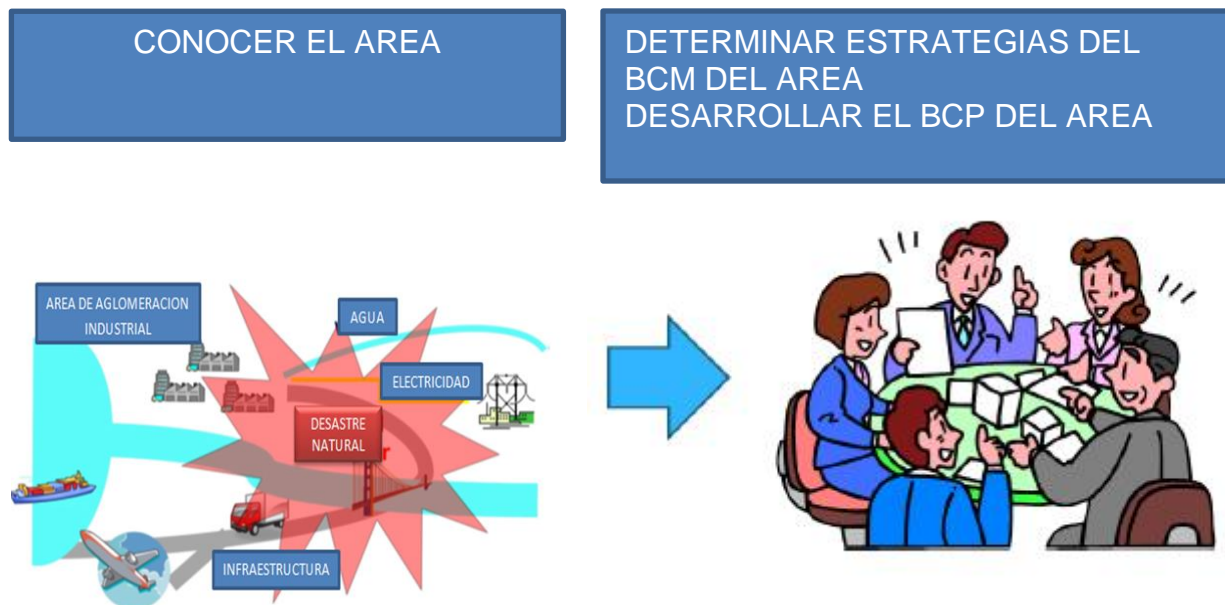 CONOCER EL AREA
DETERMINAR ESTRATEGIAS DEL
BCM DEL AREA
DESARROLLAR EL BCP DEL AREA
AREA DE AGLOMERACION
INDUSTRIAL
AGUA
ELECTRICIDAD
DESASTRE
NATURAL
INFRAESTRUCTURA